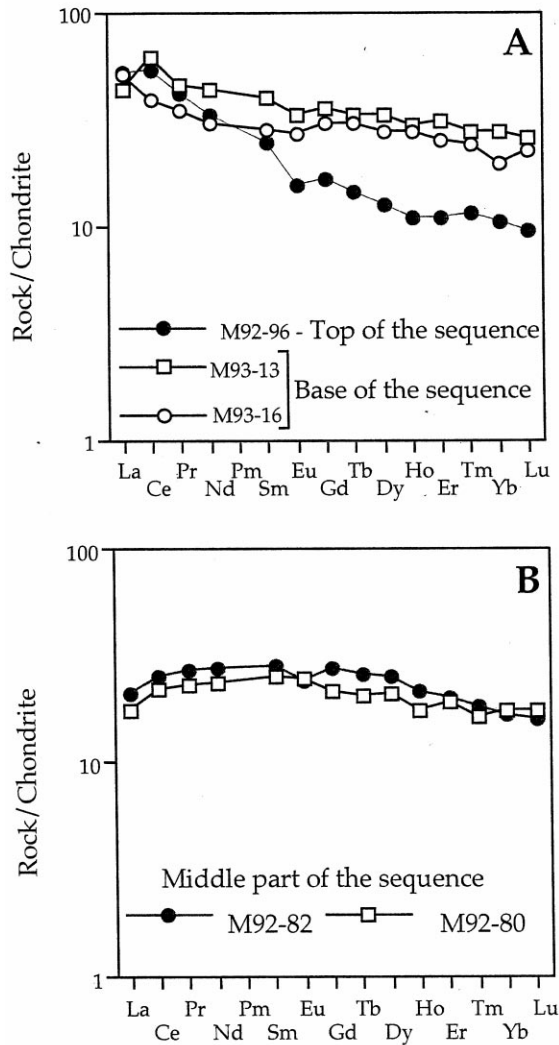 100
A
Rock/Chondrite
10
M92-96 - Top of the sequence
M93-13
Base of the sequence
M93-16
1
La Pr Pm Eu Tb Ho Tm Lu
Ce Nd Sm Gd Dy Er Yb
100
B
Rock/Chondrite
10
Middle part of the sequence
M92-82 M92-80
1
La Pr Pm Eu Tb Ho Tm Lu
Ce Nd Sm Gd Dy Er Yb